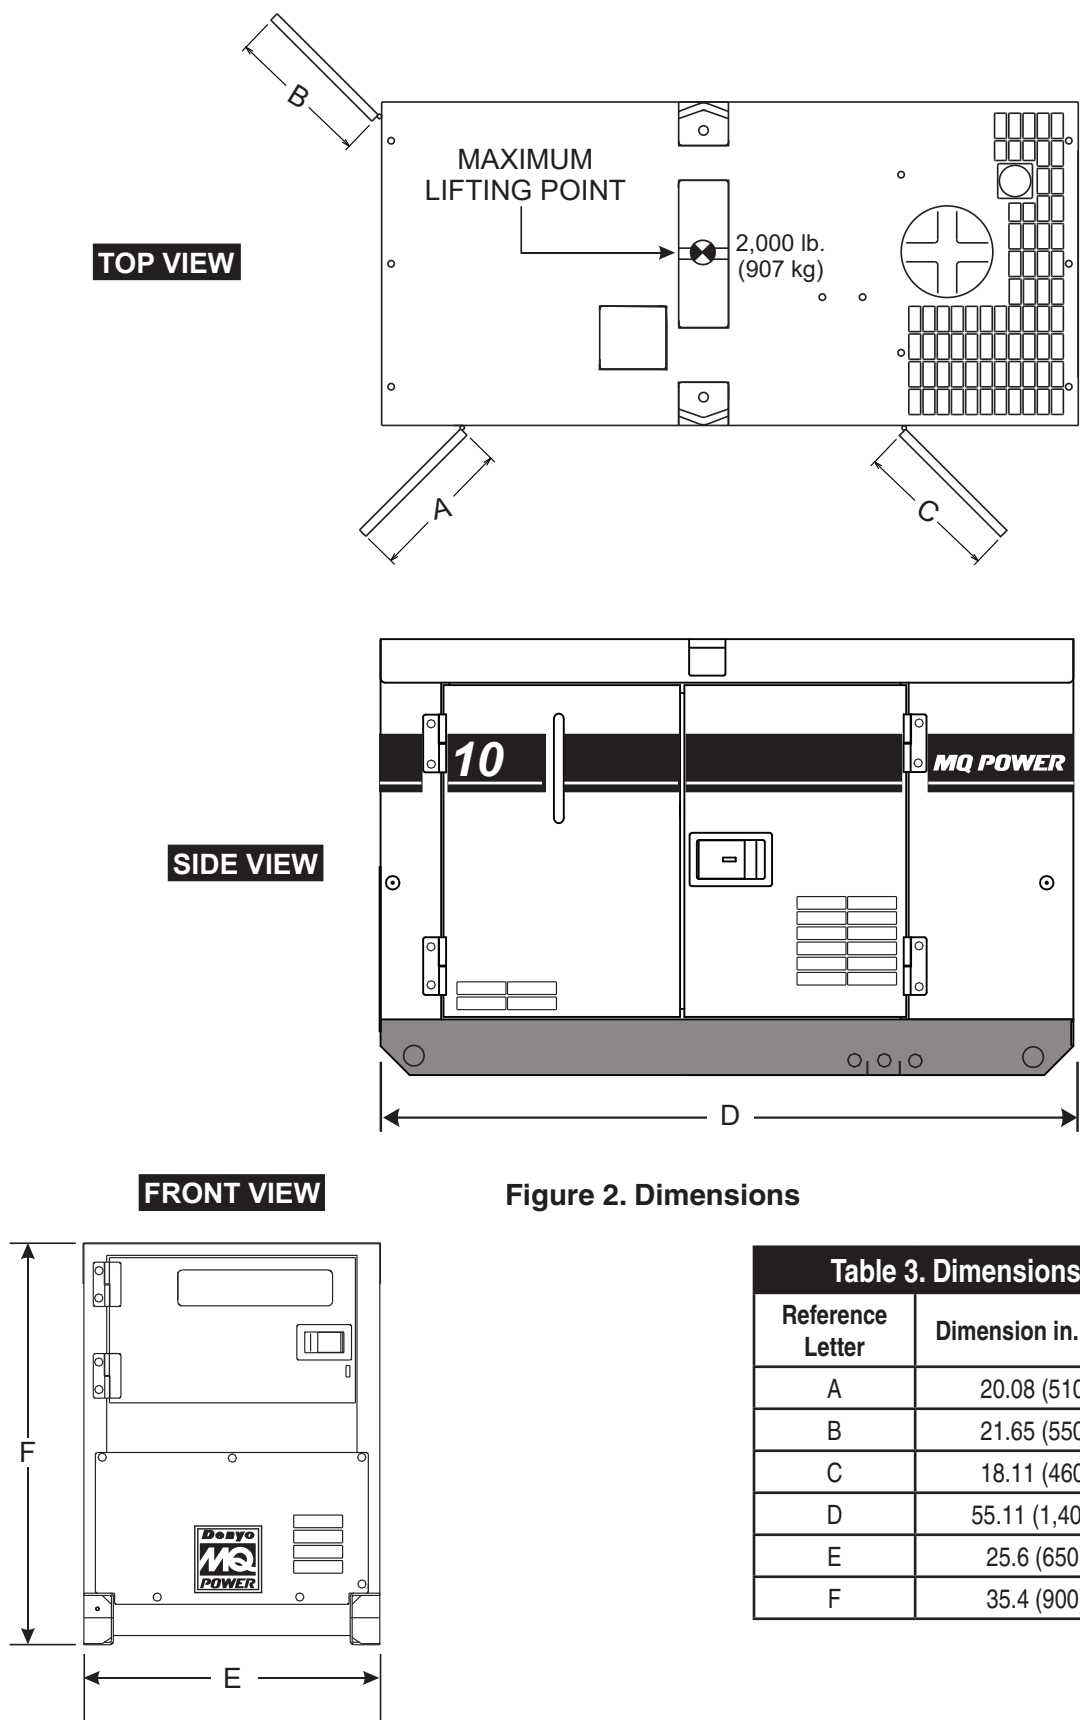 B
MAXIMUM
LIFTING POINT
2,000 lb.
(907 kg)
TOP VIEW
A
C
10
MQ POWER
SIDE VIEW
D
FRONT VIEW
Figure 2. Dimensions
F
Denyo
MQ
POWER
E
Table 3. Dimensions
Reference
Letter
Dimension in.
A 20.08 (510
B 21.65 (550
C 18.11 (460
D 55.11 (1,40
E 25.6 (650
F 35.4 (900